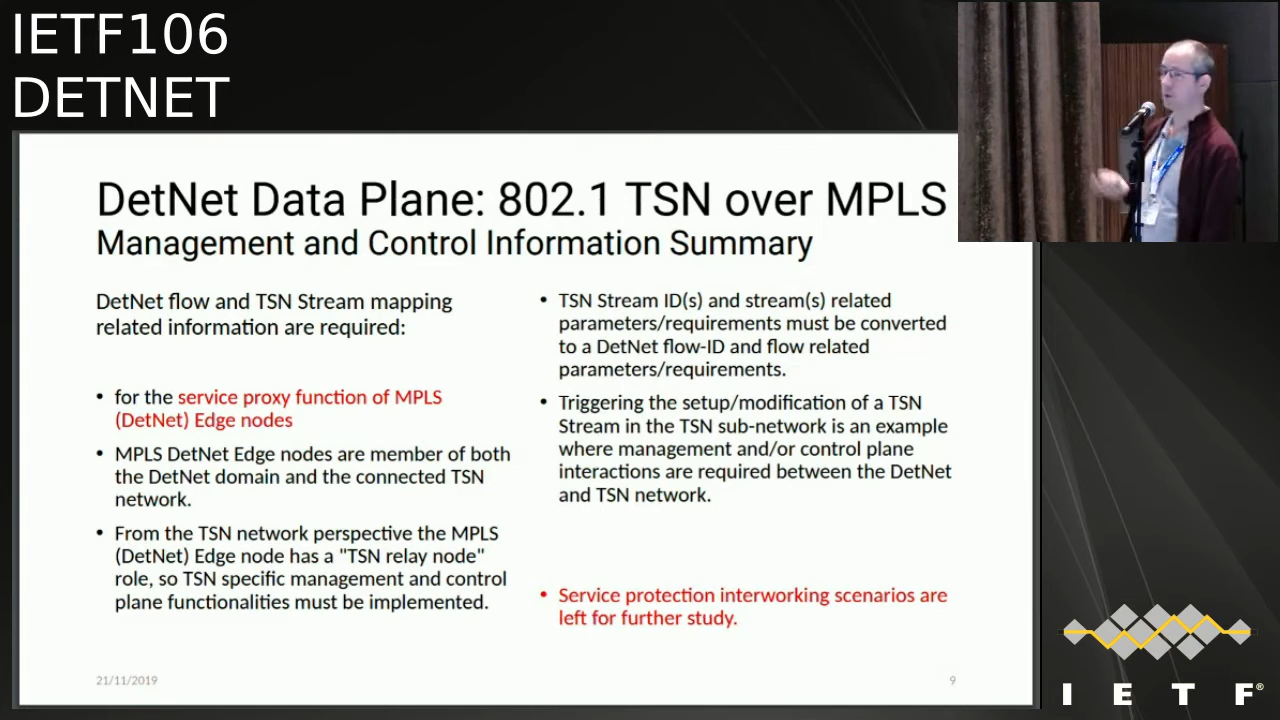 IETF106
DETNET
DetNet Data Plane: 802.1 TSN over MPLS
Management and Control Information Summary
DetNet flow and TSN Stream mapping
related information are required:
• for the service proxy function of MPLS
(DetNet) Edge nodes
• MPLS DetNet Edge nodes are member of both
the DetNet domain and the connected TSN
network.
• From the TSN network perspective the MPLS
(DetNet) Edge node has a "TSN relay node"
role, so TSN specific management and control
plane functionalities must be implemented.
• TSN Stream ID(s) and stream(s) related
parameters/requirements must be converted
to a DetNet flow-ID and flow related
parameters/requirements.
• Triggering the setup/modification of a TSN
Stream in the TSN sub-network is an example
where management and/or control plane
interactions are required between the DetNet
and TSN network.
• Service protection interworking scenarios are
left for further study.
21/11/2019
9
I E T F®